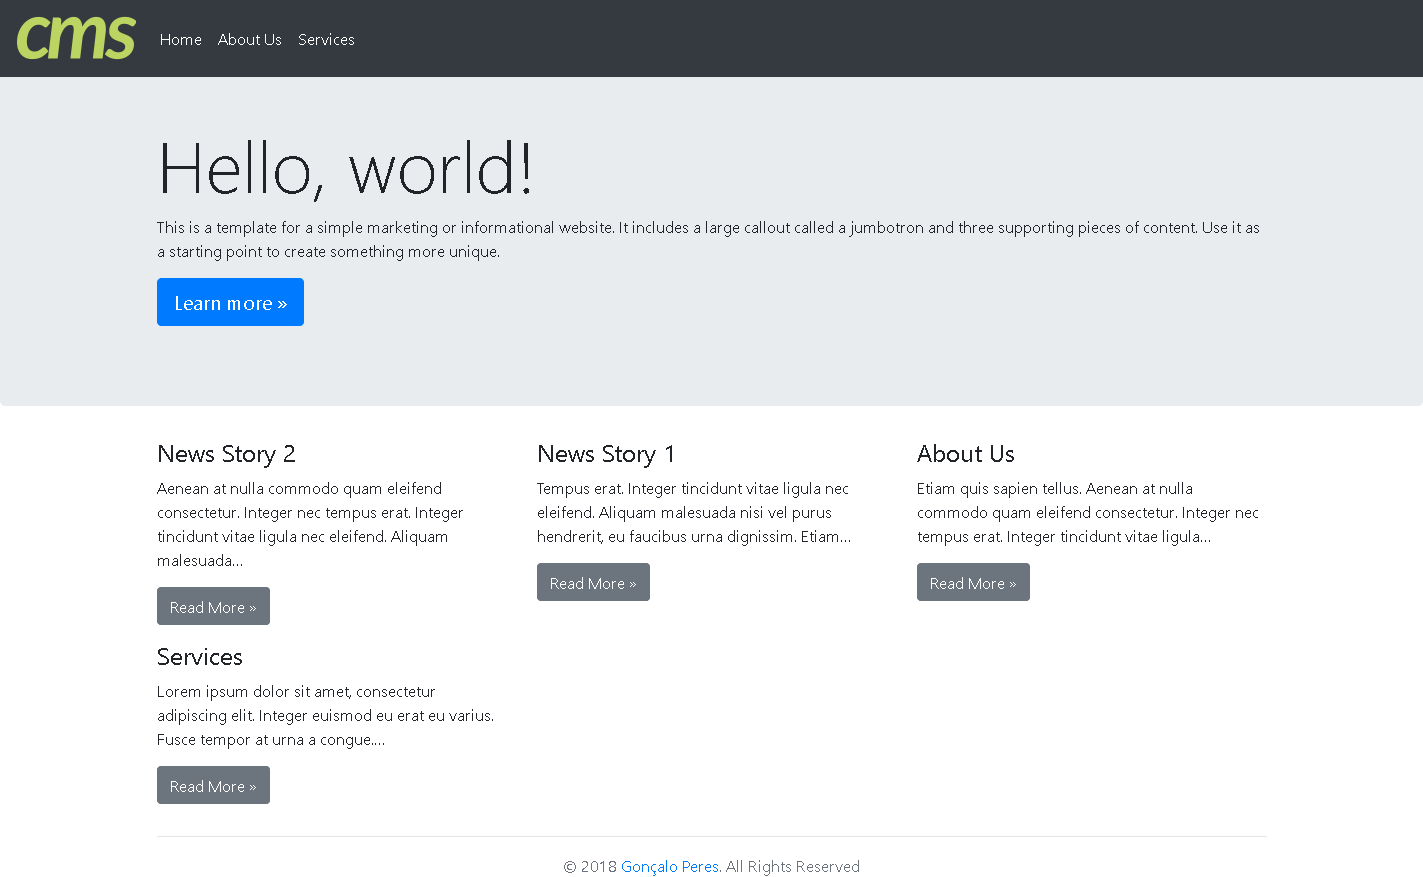 cms
Home About Us Services
Hello, world!
This is a template for a simple marketing or informational website. It includes a large callout called a jumbotron and three supporting pieces of content. Use it as
a starting point to create something more unique.
Learn more »
News Story 2
Aenean at nulla commodo quam eleifend
consectetur. Integer nec tempus erat. Integer
tincidunt vitae ligula nec eleifend. Aliquam
malesuada...
Read More »
News Story 1
Tempus erat. Integer tincidunt vitae ligula nec
eleifend. Aliquam malesuada nisi vel purus
hendrerit, eu faucibus urna dignissim. Etiam...
Read More »
About Us
Etiam quis sapien tellus. Aenean at nulla
commodo quam eleifend consectetur. Integer nec
tempus erat. Integer tincidunt vitae ligula...
Read More »
Services
Lorem ipsum dolor sit amet, consectetur
adipiscing elit. Integer euismod eu erat eu varius.
Fusce tempor at urna a congue....
Read More »
© 2018 Gonçalo Peres. All Rights Reserved